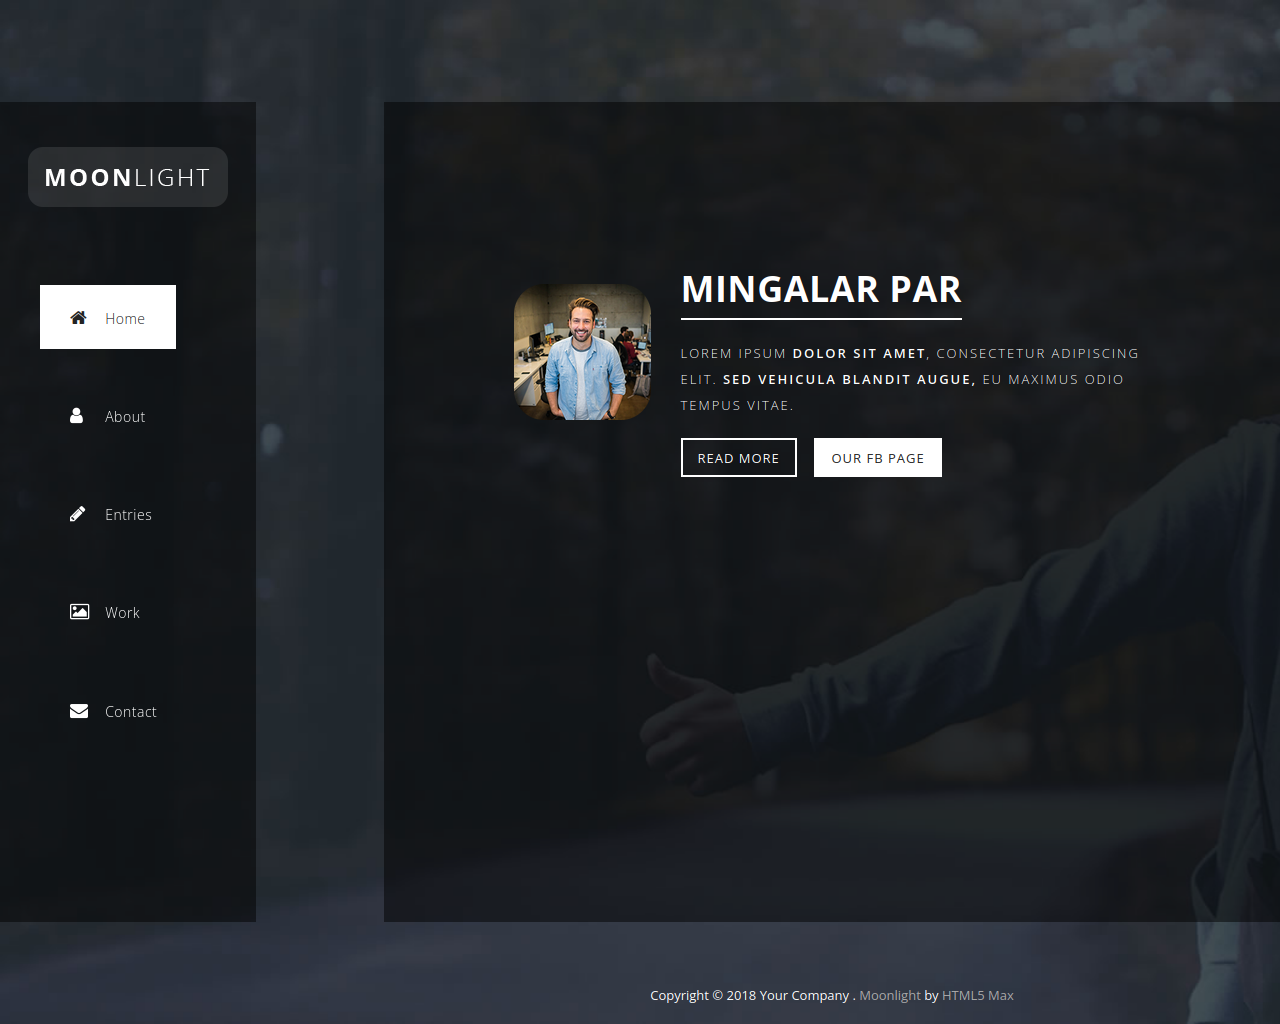 MOONLIGHT
Home
About
Entries
Work
Contact
MINGALAR PAR
LOREM IPSUM DOLOR SIT AMET, CONSECTETUR ADIPISCING
ELIT. SED VEHICULA BLANDIT AUGUE, EU MAXIMUS ODIO
TEMPUS VITAE.
READ MORE
OUR FB PAGE
Copyright © 2018 Your Company . Moonlight by HTML5 Max